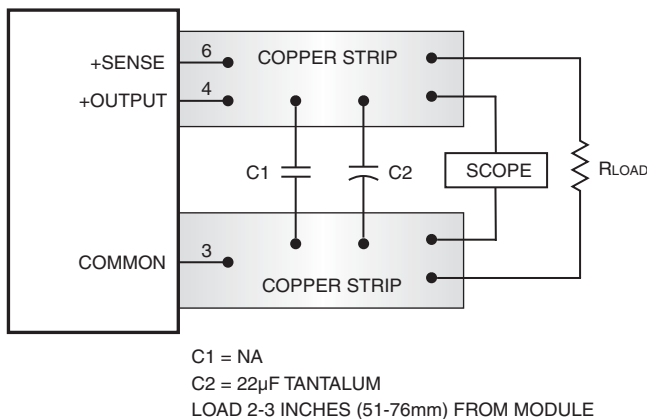 +SENSE 6 COPPER STRIP
+OUTPUT 4
C1 C2 SCOPE RLOAD
COMMON 3
COPPER STRIP
C1 = NA
C2 = 22µF TANTALUM
LOAD 2-3 INCHES (51-76mm) FROM MODULE